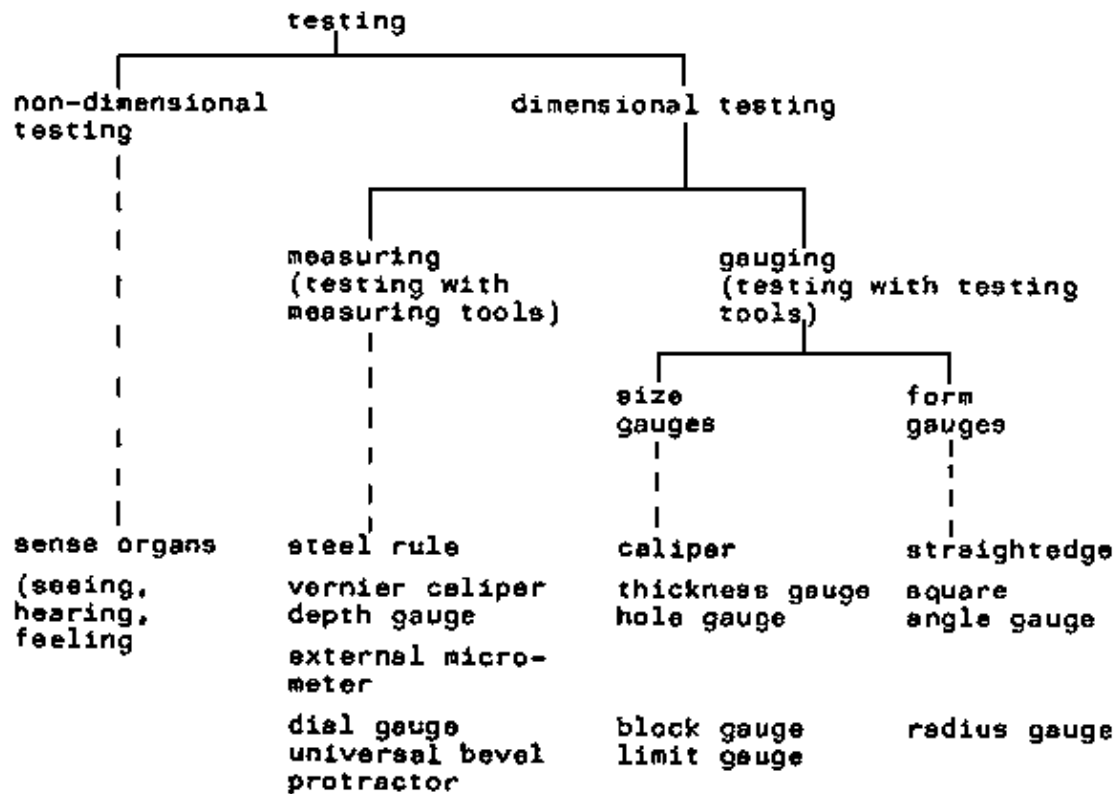 testing
non-dimensional
testing
dimensional testing
measuring
(testing with
measuring tools)
gauging
(testing with testing
tools)
size
gauges
form
gauges
sense organs
(seeing,
hearing,
feeling
steel rule
vernier caliper
depth gauge
external micro-
meter
dial gauge
universal bevel
protractor
caliper
thickness gauge
hole gauge
block gauge
limit gauge
straightedge
square
angle gauge
radius gauge